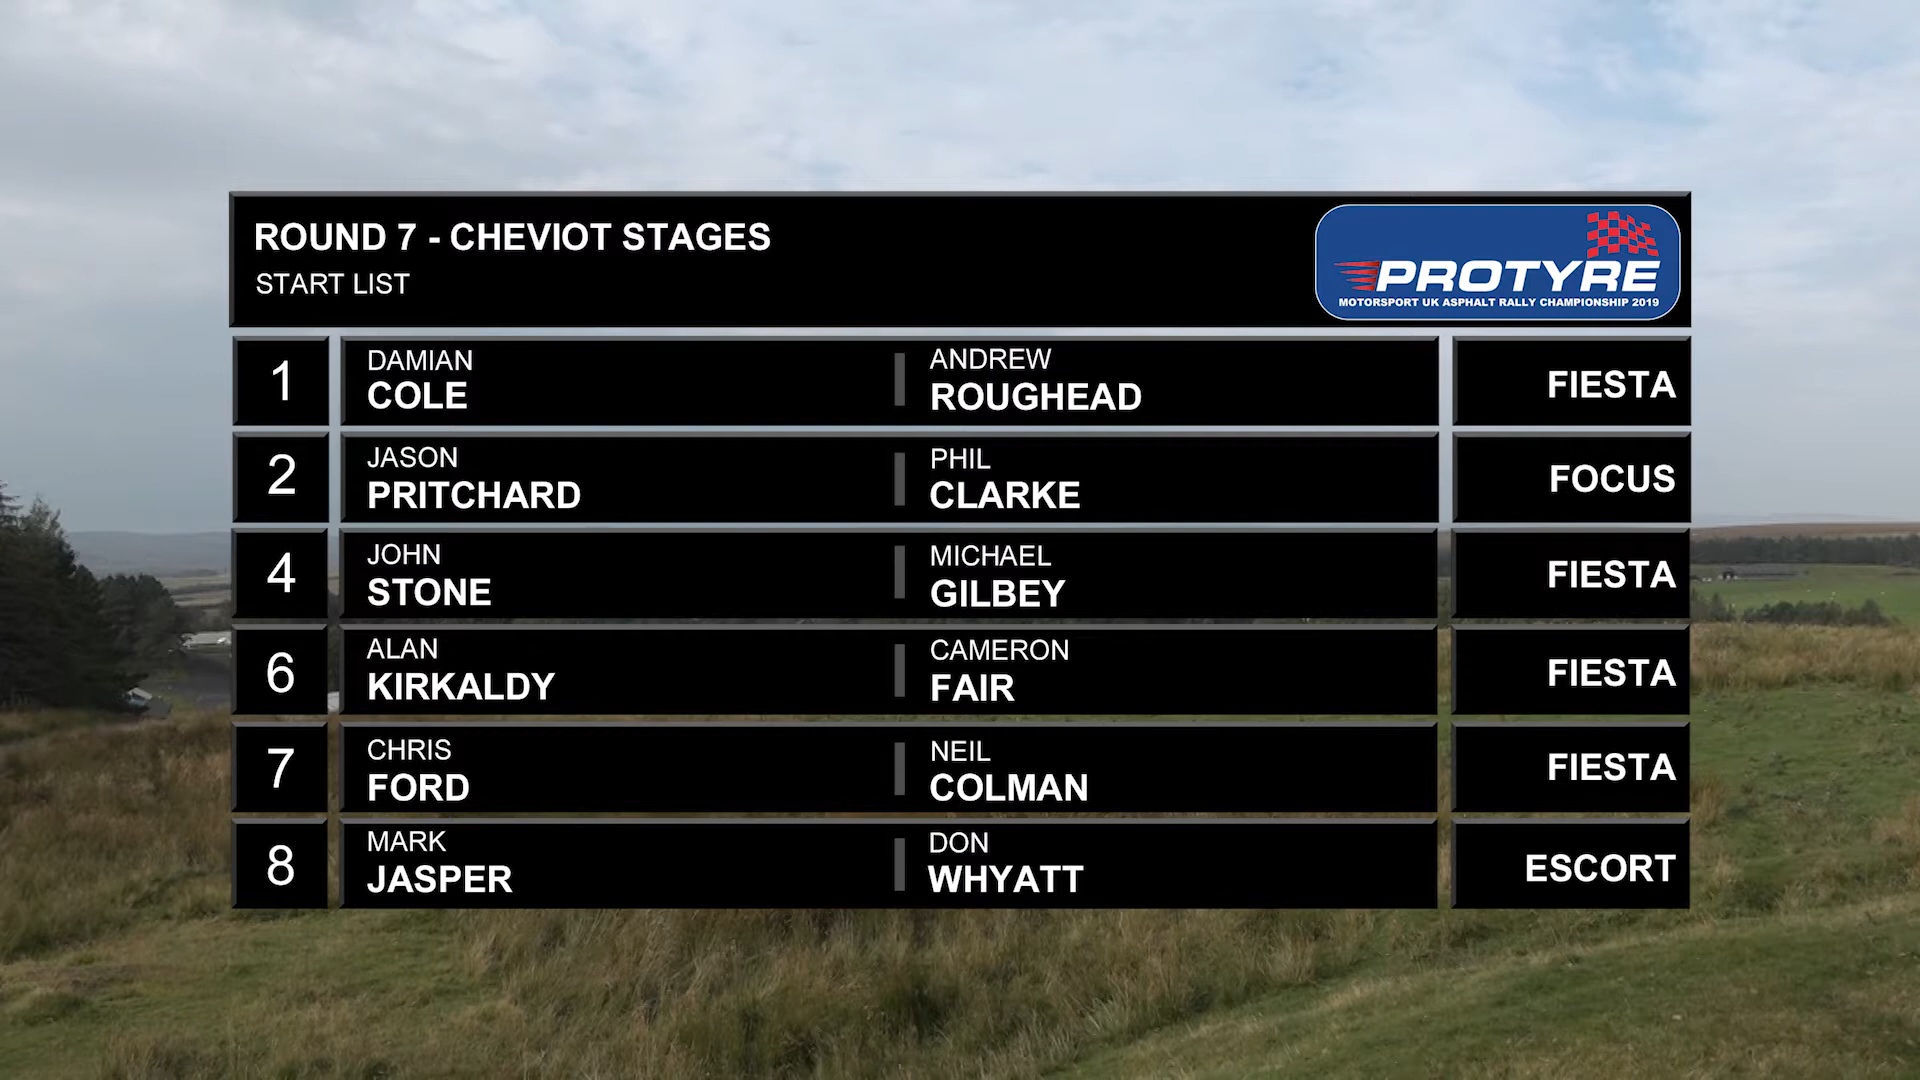 ROUND 7 - CHEVIOT STAGES
START LIST
PROTYRE
MOTORSPORT UK ASPHALT RALLY CHAMPIONSHIP 2019
1
DAMIAN
COLE
ANDREW
ROUGHEAD
FIESTA
2
JASON
PRITCHARD
PHIL
CLARKE
FOCUS
4
JOHN
STONE
MICHAEL
GILBEY
FIESTA
6
ALAN
KIRKALDY
CAMERON
FAIR
FIESTA
7
CHRIS
FORD
NEIL
COLMAN
FIESTA
8
MARK
JASPER
DON
WHYATT
ESCORT